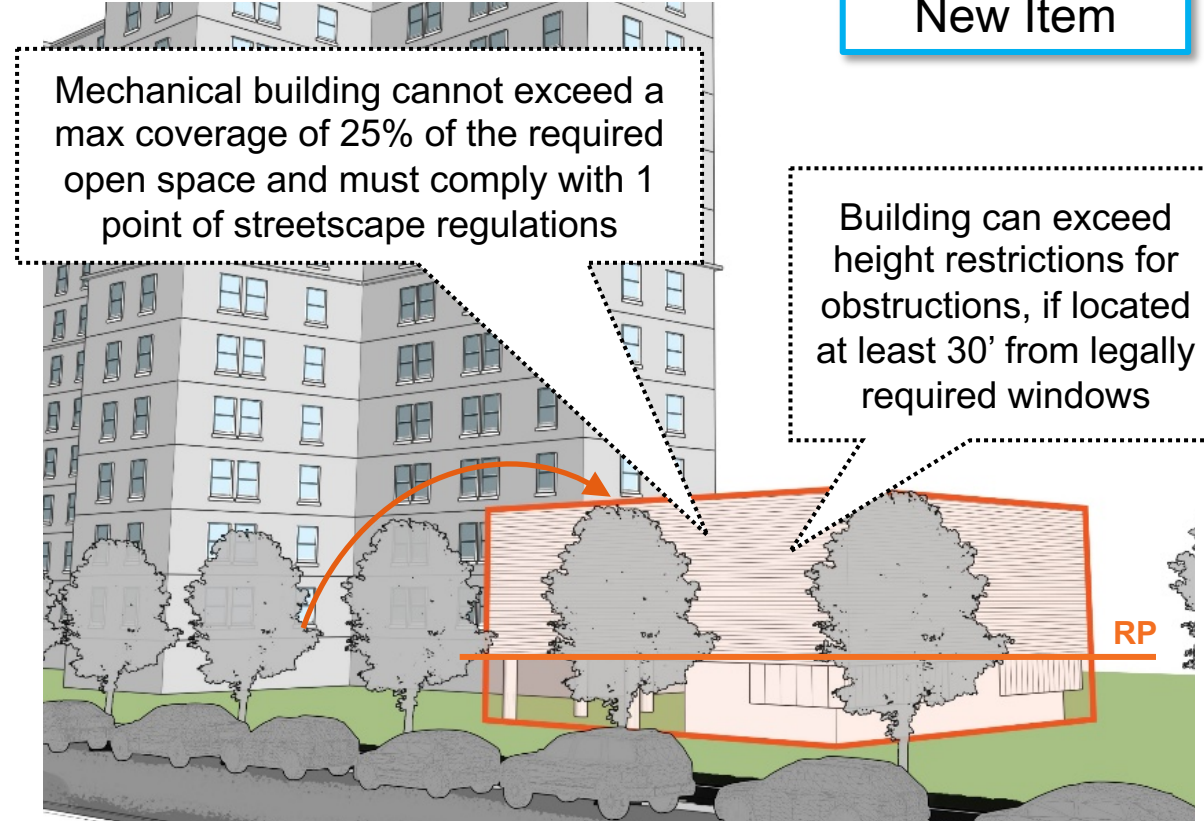 New Item
Mechanical building cannot exceed a
max coverage of 25% of the required
open space and must comply with 1
point of streetscape regulations
Building can exceed
height restrictions for
obstructions, if located
at least 30’ from legally
required windows
RP